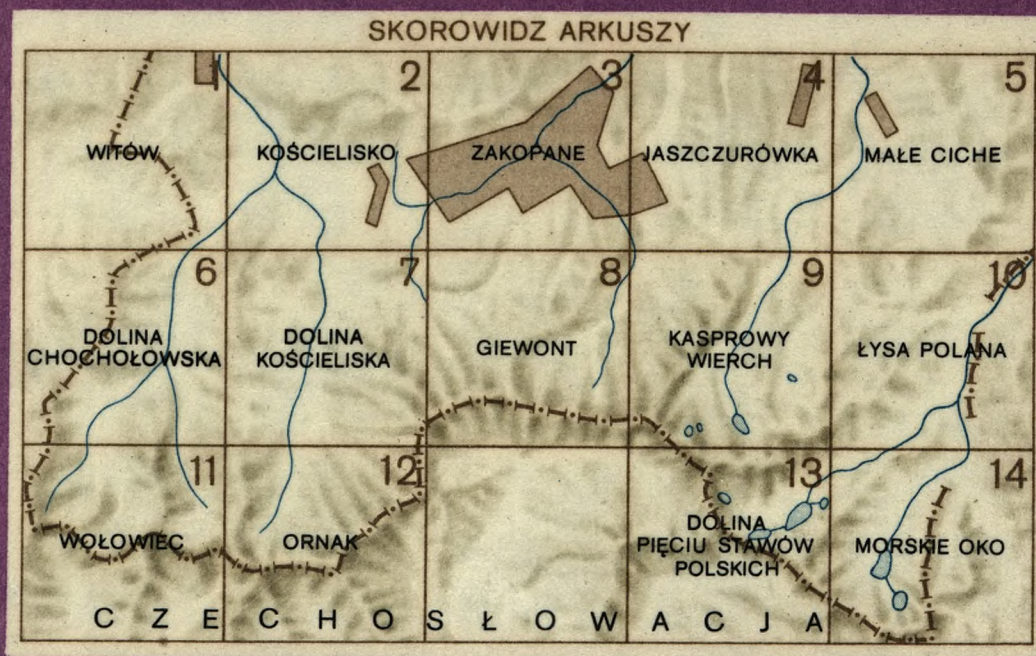 SKOROWIDZ ARKUSZY
1
2
3
4
5
WITÓW
KOŚCIELISKO
ZAKOPANE
JASZCZURÓWKA
MAŁE CICHE
6
7
8
9
10
DOLINA
CHOCHOŁOWSKA
DOLINA
KOŚCIELISKA
GIEWONT
KASPROWY
WIERCH
ŁYSA POLANA
11
12
13
14
WOŁOWIEC
ORNAK
DOLINA
PIĘCIU STAWÓW
POLSKICH
MORSKIE OKO
CZECHOSŁOWACJA